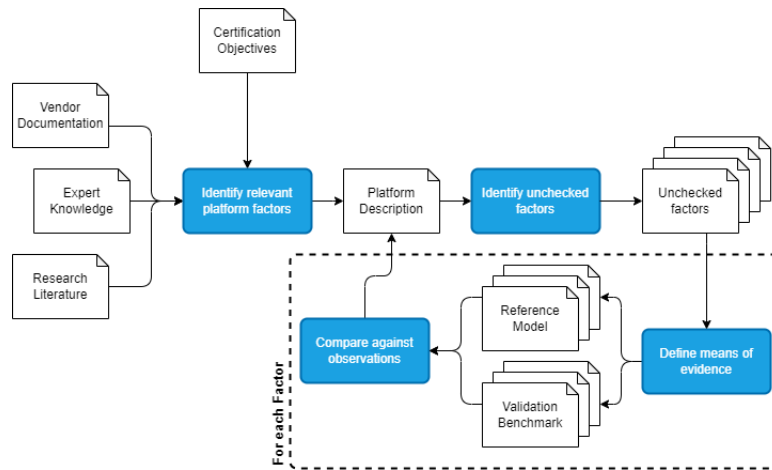 Certification
Objectives
Vendor
Documentation
Expert
Knowledge
Identify relevant
platform factors
Platform
Description
Identify unchecked
factors
Unchecked
factors
Research
Literature
Reference
Model
Compare against
observations
Define means of
evidence
Validation
Benchmark
For each Factor